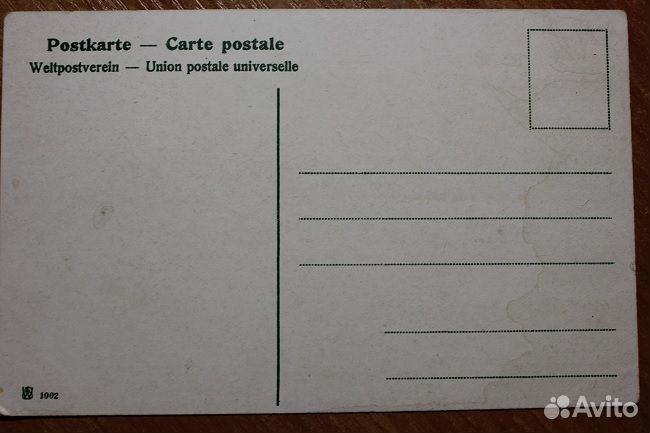 Postkarte — Carte postale
Weltpostverein — Union postale universelle
1002
Avito